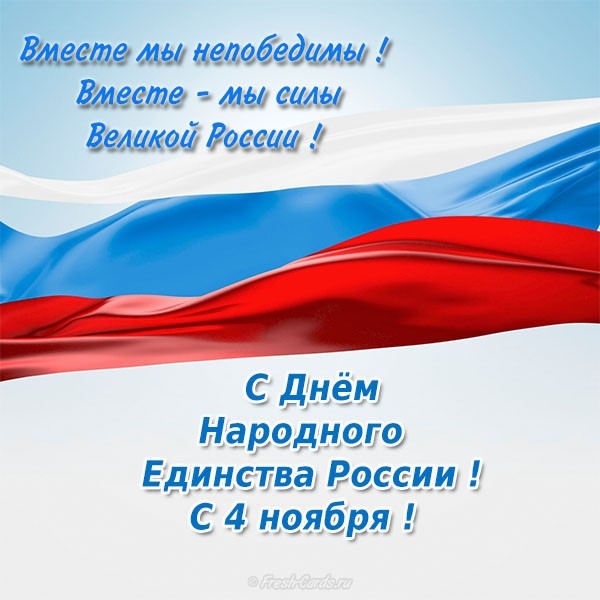 Вместе мы непобедимы !
Вместе - мы силы
Великой России !
С Днём
Народного
Единства России !
С 4 ноября !
© Fresh-Cards.ru